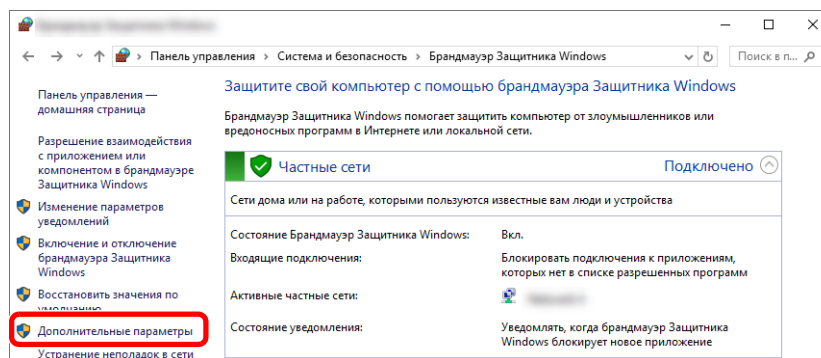 Панель управления › Система и безопасность › Брандмауэр Защитника Windows
Поиск в п...
Панель управления —
домашняя страница
Разрешение взаимодействия
с приложением или
компонентом в брандмауэре
Защитника Windows
Изменение параметров
уведомлений
Включение и отключение
брандмауэра Защитника
Windows
Восстановить значения по
умолчанию
Дополнительные параметры
Устранение неполадок в сети
Защитите свой компьютер с помощью брандмауэра Защитника Windows
Брандмауэр Защитника Windows помогает защитить компьютер от злоумышленников или
вредоносных программ в Интернете или локальной сети.
Частные сети
Подключено
Сети дома или на работе, которыми пользуются известные вам люди и устройства
Состояние Брандмауэр Защитника Windows: Вкл.
Входящие подключения: Блокировать подключения к приложениям,
которых нет в списке разрешенных программ
Активные частные сети:
Состояние уведомления: Уведомлять, когда брандмауэр Защитника
Windows блокирует новое приложение